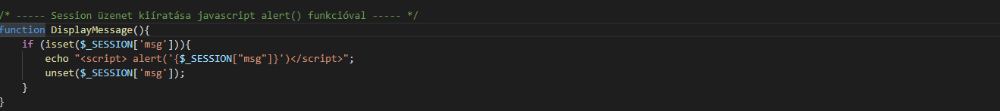 /* ----- Session üzenet kiíratása javascript alert() funkcióval ----- */
function DisplayMessage(){
    if (isset($_SESSION['msg'])){
        echo "<script> alert('{$_SESSION["msg"]}')</script>";
        unset($_SESSION['msg']);
    }
}